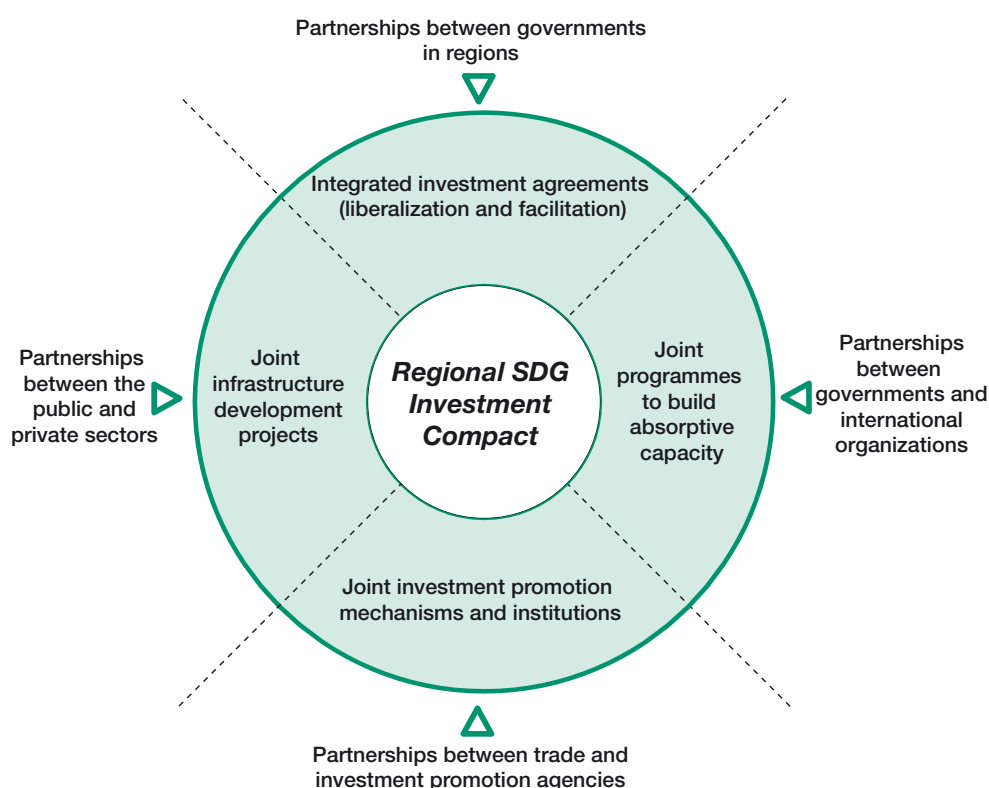 Partnerships between governments
in regions
Integrated investment agreements
(liberalization and facilitation)
Partnerships
between the
public and
private sectors
Joint
infrastructure
development
projects
Regional SDG
Investment
Compact
Joint
programmes
to build
absorptive
capacity
Partnerships
between
governments and
international
organizations
Joint investment promotion
mechanisms and institutions
Partnerships between trade and
investment promotion agencies